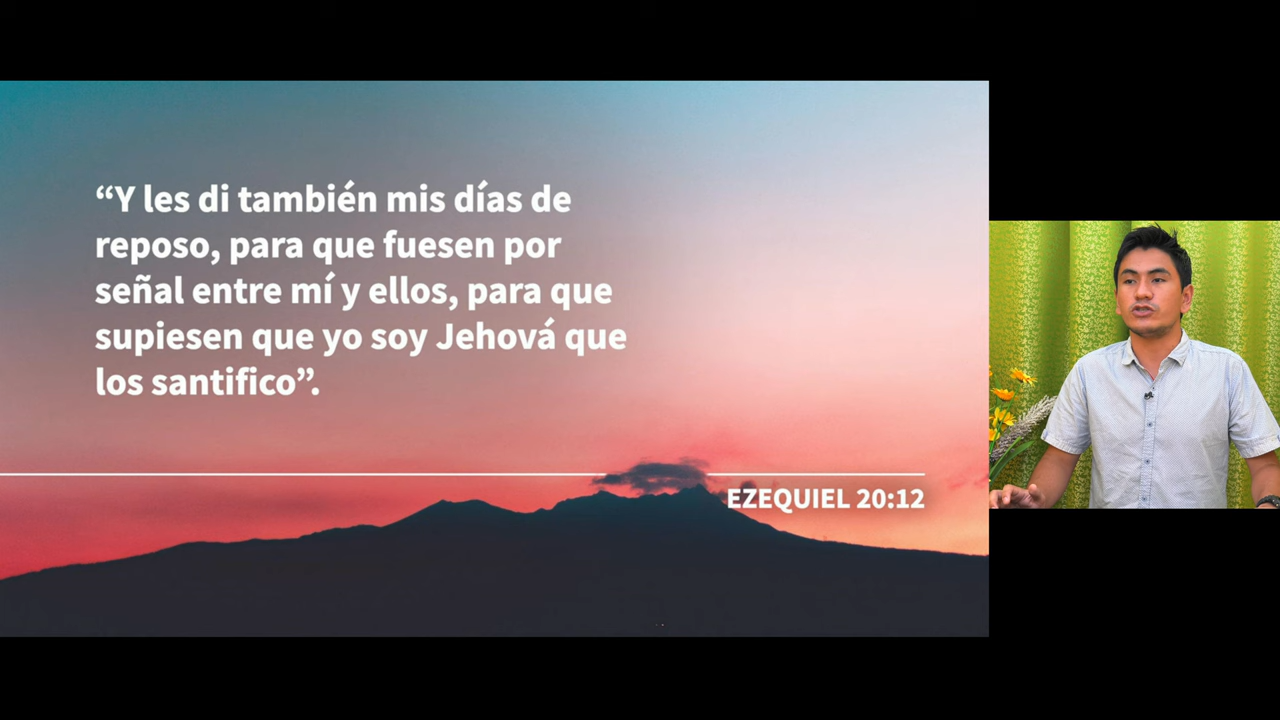 “Y les di también mis días de
reposo, para que fuesen por
señal entre mí y ellos, para que
supiesen que yo soy Jehová que
los santifico”.
EZEQUIEL 20:12